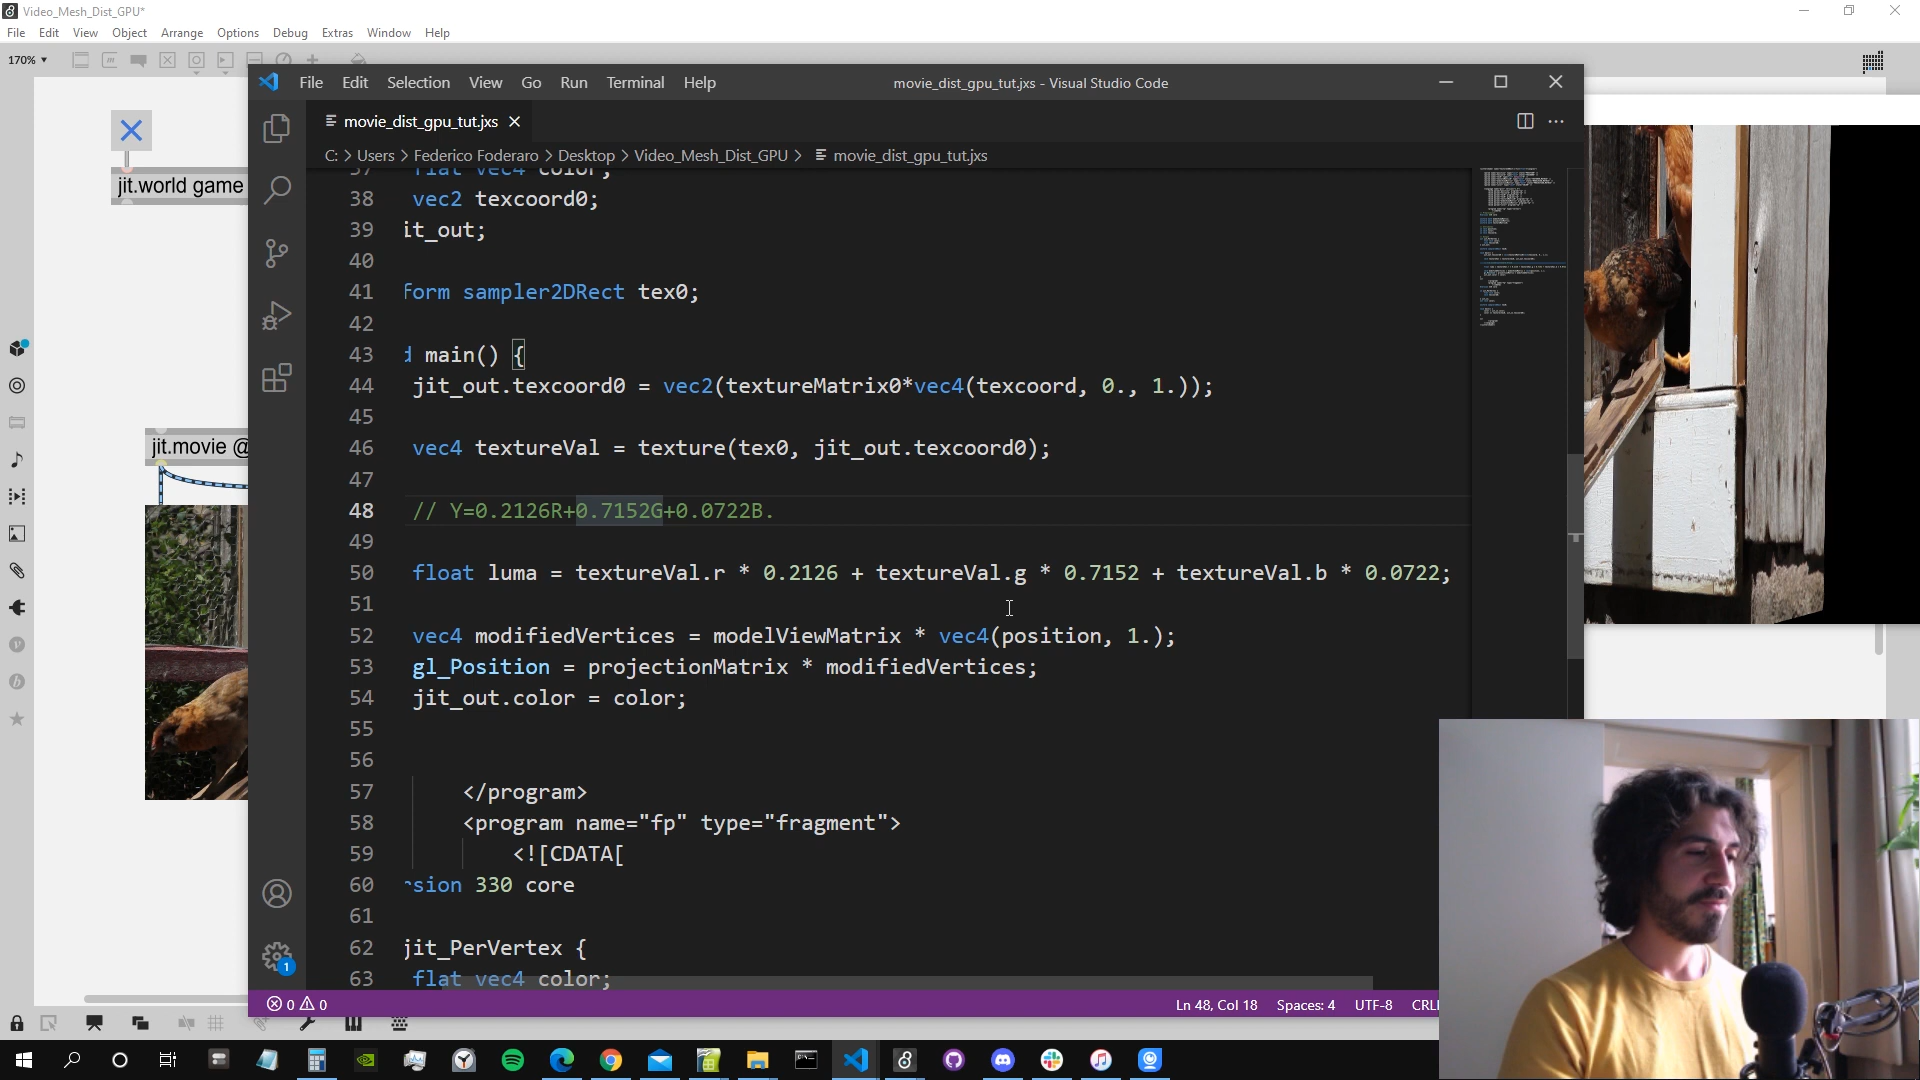 Video_Mesh_Dist_GPU*
File Edit View Object Arrange Options Debug Extras Window Help
170%
jit.world game
jit.movie @
File Edit Selection View Go Run Terminal Help
movie_dist_gpu_tut.jxs - Visual Studio Code
movie_dist_gpu_tut.jxs
C: > Users > Federico Foderaro > Desktop > Video_Mesh_Dist_GPU > movie_dist_gpu_tut.jxs
37 flat vec4 color;
38 vec2 texcoord0;
39 it_out;
40
41 form sampler2DRect tex0;
42
43 d main() {
44 jit_out.texcoord0 = vec2(textureMatrix0*vec4(texcoord, 0., 1.));
45
46 vec4 textureVal = texture(tex0, jit_out.texcoord0);
47
48 // Y=0.2126R+0.7152G+0.0722B.
49
50 float luma = textureVal.r * 0.2126 + textureVal.g * 0.7152 + textureVal.b * 0.0722;
51
52 vec4 modifiedVertices = modelViewMatrix * vec4(position, 1.);
53 gl_Position = projectionMatrix * modifiedVertices;
54 jit_out.color = color;
55
56
57 </program>
58 <program name="fp" type="fragment">
59 <![CDATA[
60 rsion 330 core
61
62 jit_PerVertex {
63 flat vec4 color;
1
0 0
Ln 48, Col 18 Spaces: 4 UTF-8 CRL